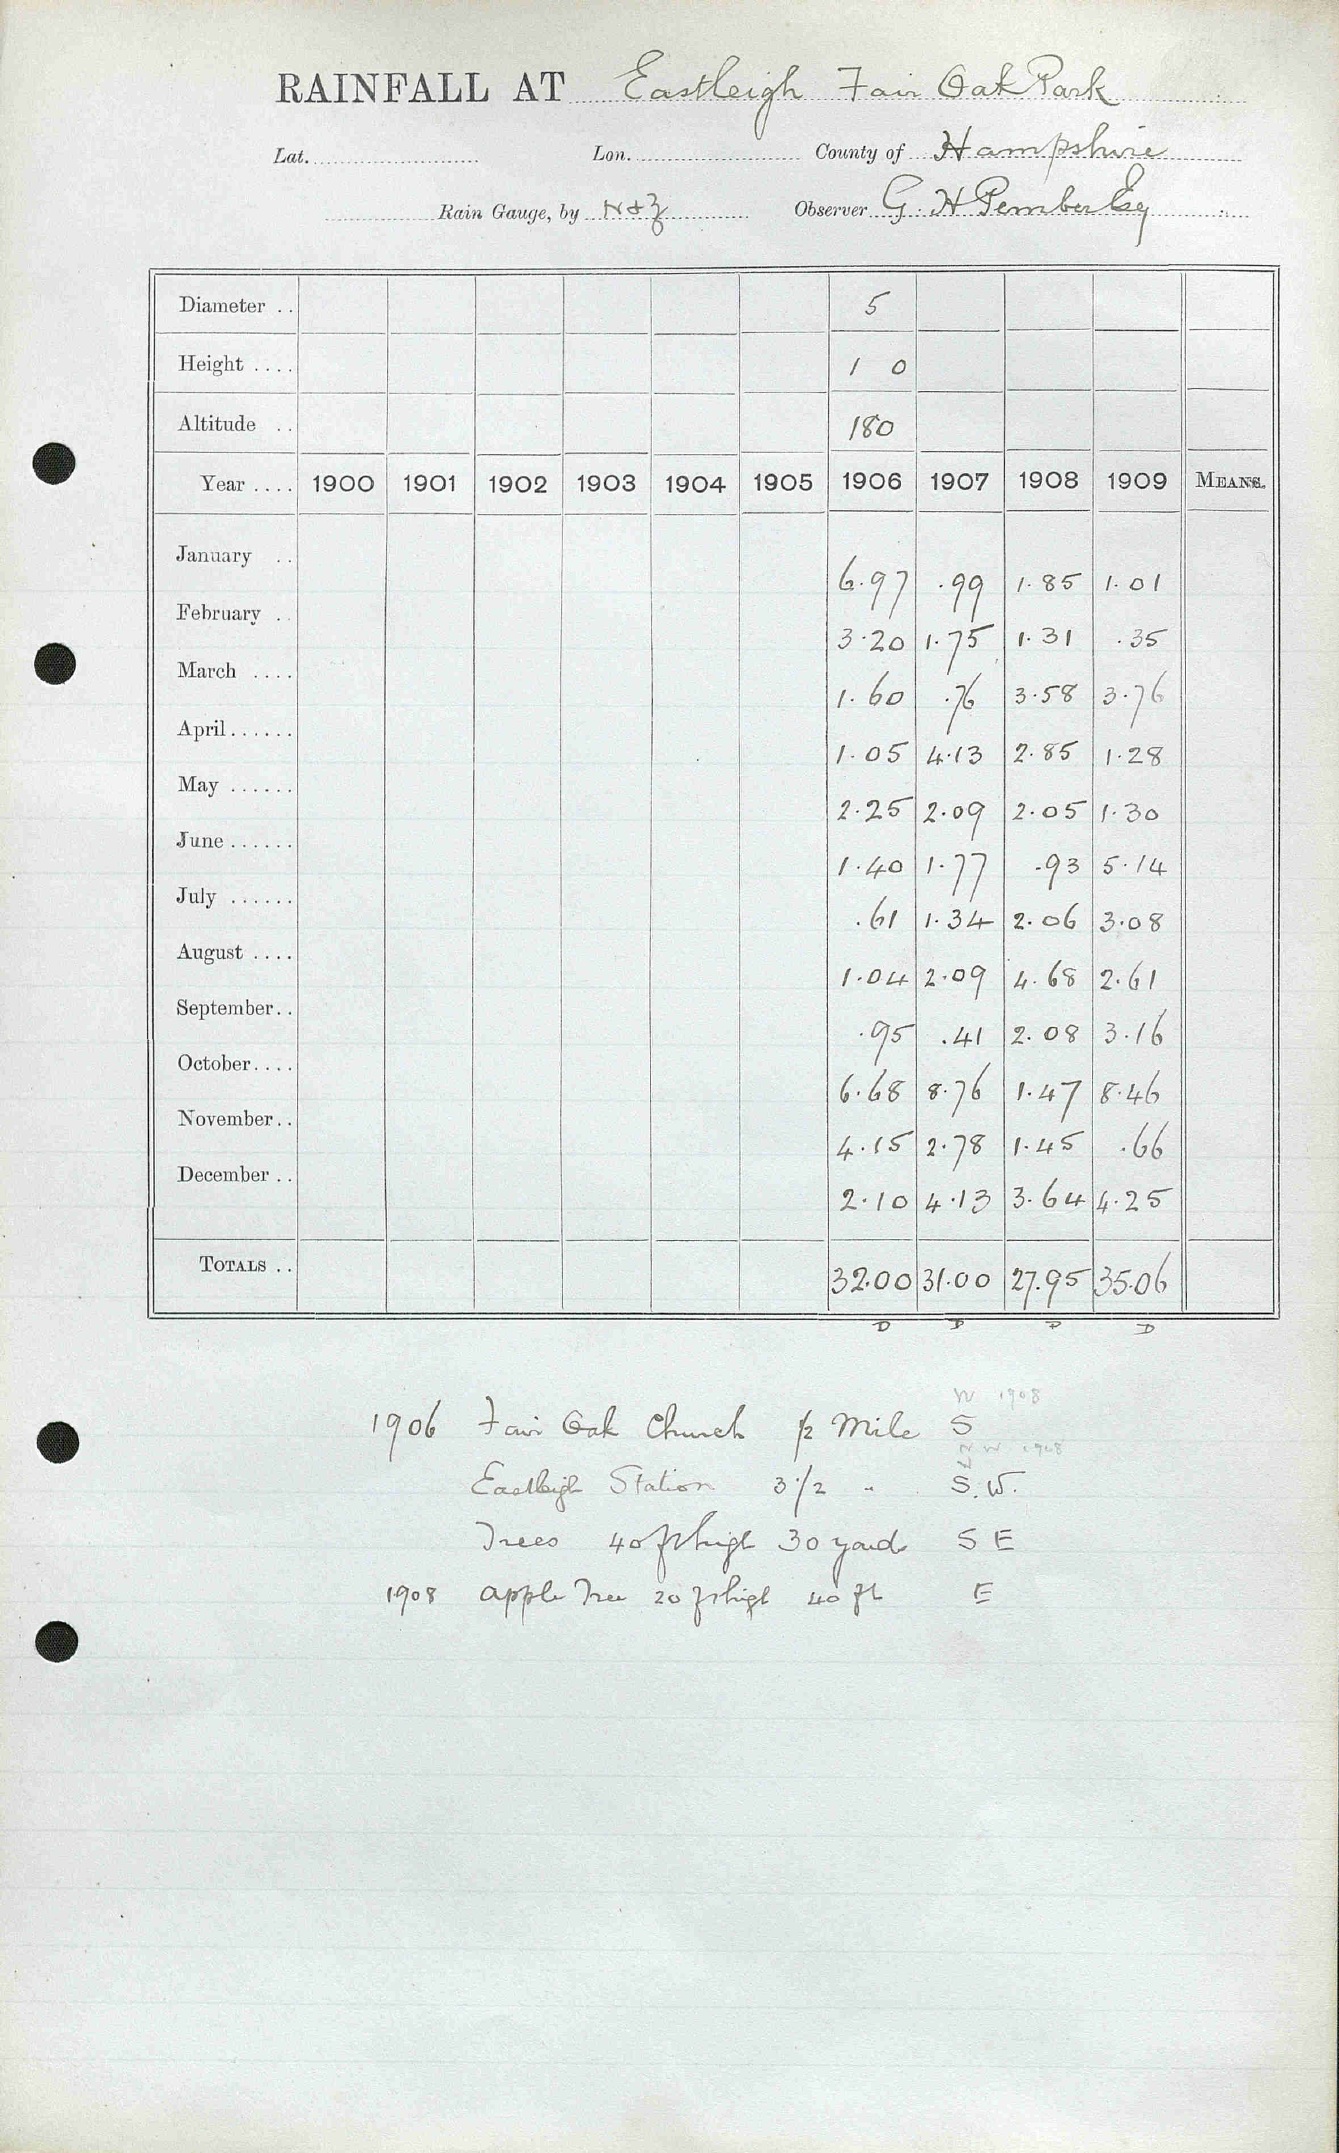 RAINFALL AT Eastleigh Fair Oak Park
Lat. Lon. County of Hampshire
Rain Gauge, by N&Z Observer G. H Pember Esq
Diameter .. 5
Height .... 1 0
Altitude .. 180
Year .... 1900 1901 1902 1903 1904 1905 1906 1907 1908 1909 MEANS.
January .. 6.97 .99 1.85 1.01
February .. 3.20 1.75 1.31 .35
March .... 1.60 .76 3.58 3.76
April...... 1.05 4.13 2.85 1.28
May ...... 2.25 2.09 2.05 1.30
June ...... 1.40 1.77 .93 5.14
July ...... .61 1.34 2.06 3.08
August .... 1.04 2.09 4.68 2.61
September.. .95 .41 2.08 3.16
October.... 6.68 8.76 1.47 8.46
November.. 4.15 2.78 1.45 .66
December .. 2.10 4.13 3.64 4.25
TOTALS .. 32.00 31.00 27.95 35.06
D D D D
W 1908
1906 Fair Oak Church 1/2 Mile S
N W 1908
Eastleigh Station 3 1/2 " S.W.
Trees 40 ft high 30 yards S E
1908 apple Tree 20 ft high 40 ft E